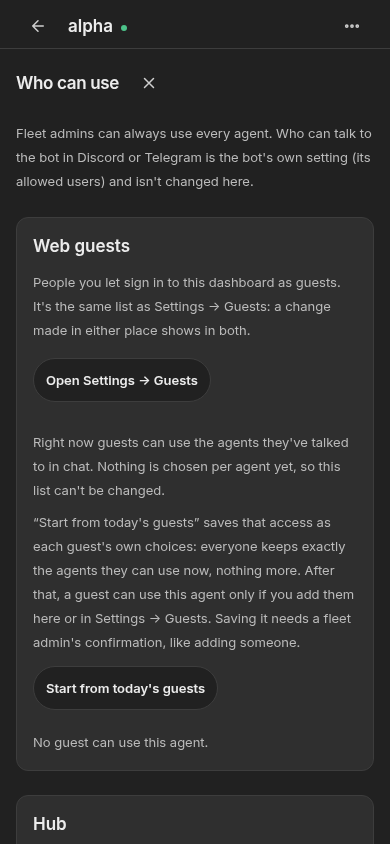 alpha
Who can use
Fleet admins can always use every agent. Who can talk to
the bot in Discord or Telegram is the bot's own setting (its
allowed users) and isn't changed here.
Web guests
People you let sign in to this dashboard as guests.
It's the same list as Settings → Guests: a change
made in either place shows in both.
Open Settings → Guests
Right now guests can use the agents they've talked
to in chat. Nothing is chosen per agent yet, so this
list can't be changed.
“Start from today's guests” saves that access as
each guest's own choices: everyone keeps exactly
the agents they can use now, nothing more. After
that, a guest can use this agent only if you add them
here or in Settings → Guests. Saving it needs a fleet
admin's confirmation, like adding someone.
Start from today's guests
No guest can use this agent.
Hub